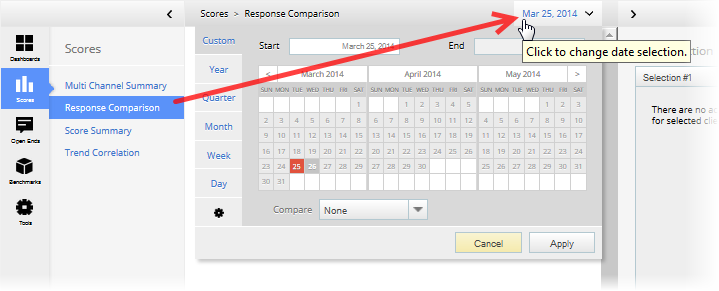 Scores > Response Comparison
Mar 25, 2014
Click to change date selection.
Dashboards
Scores
Open Ends
Benchmarks
Tools
Scores
Multi Channel Summary
Response Comparison
Score Summary
Trend Correlation
Custom
Year
Quarter
Month
Week
Day
Start March 25, 2014 End
< March 2014 April 2014 May 2014 >
SUN MON TUE WED THU FRI SAT SUN MON TUE WED THU FRI SAT SUN MON TUE WED THU FRI SAT
1 1 2 3 4 5 1 2 3
2 3 4 5 6 7 8 6 7 8 9 10 11 12 4 5 6 7 8 9 10
9 10 11 12 13 14 15 13 14 15 16 17 18 19 11 12 13 14 15 16 17
16 17 18 19 20 21 22 20 21 22 23 24 25 26 18 19 20 21 22 23 24
23 24 25 26 27 28 29 27 28 29 30 25 26 27 28 29 30 31
30 31
Compare None
Cancel Apply
Selection #1
There are no
for selected